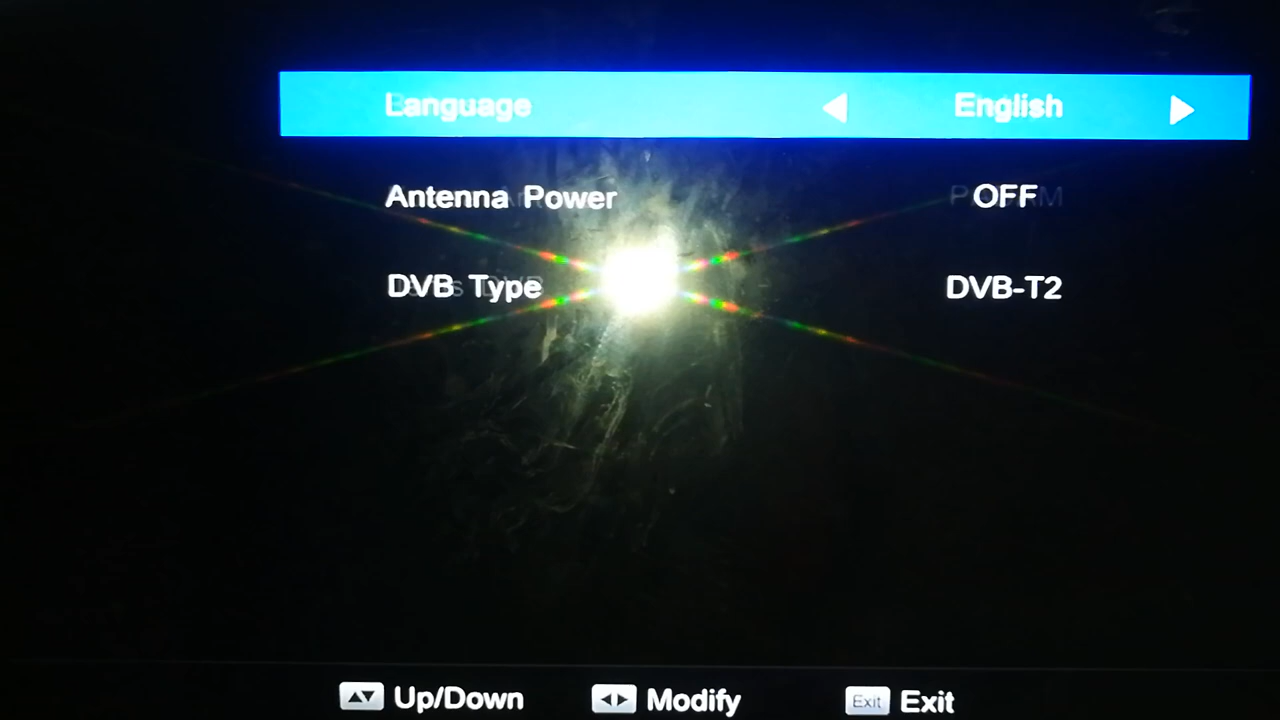 Language English
Antenna Power OFF
DVB Type DVB-T2
Up/Down Modify Exit Exit